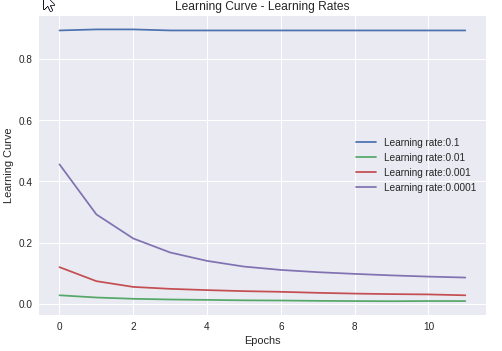 Learning Curve - Learning Rates
0.8
0.6
0.4
0.2
0.0
Learning Curve
Learning rate:0.1
Learning rate:0.01
Learning rate:0.001
Learning rate:0.0001
0 2 4 6 8 10
Epochs